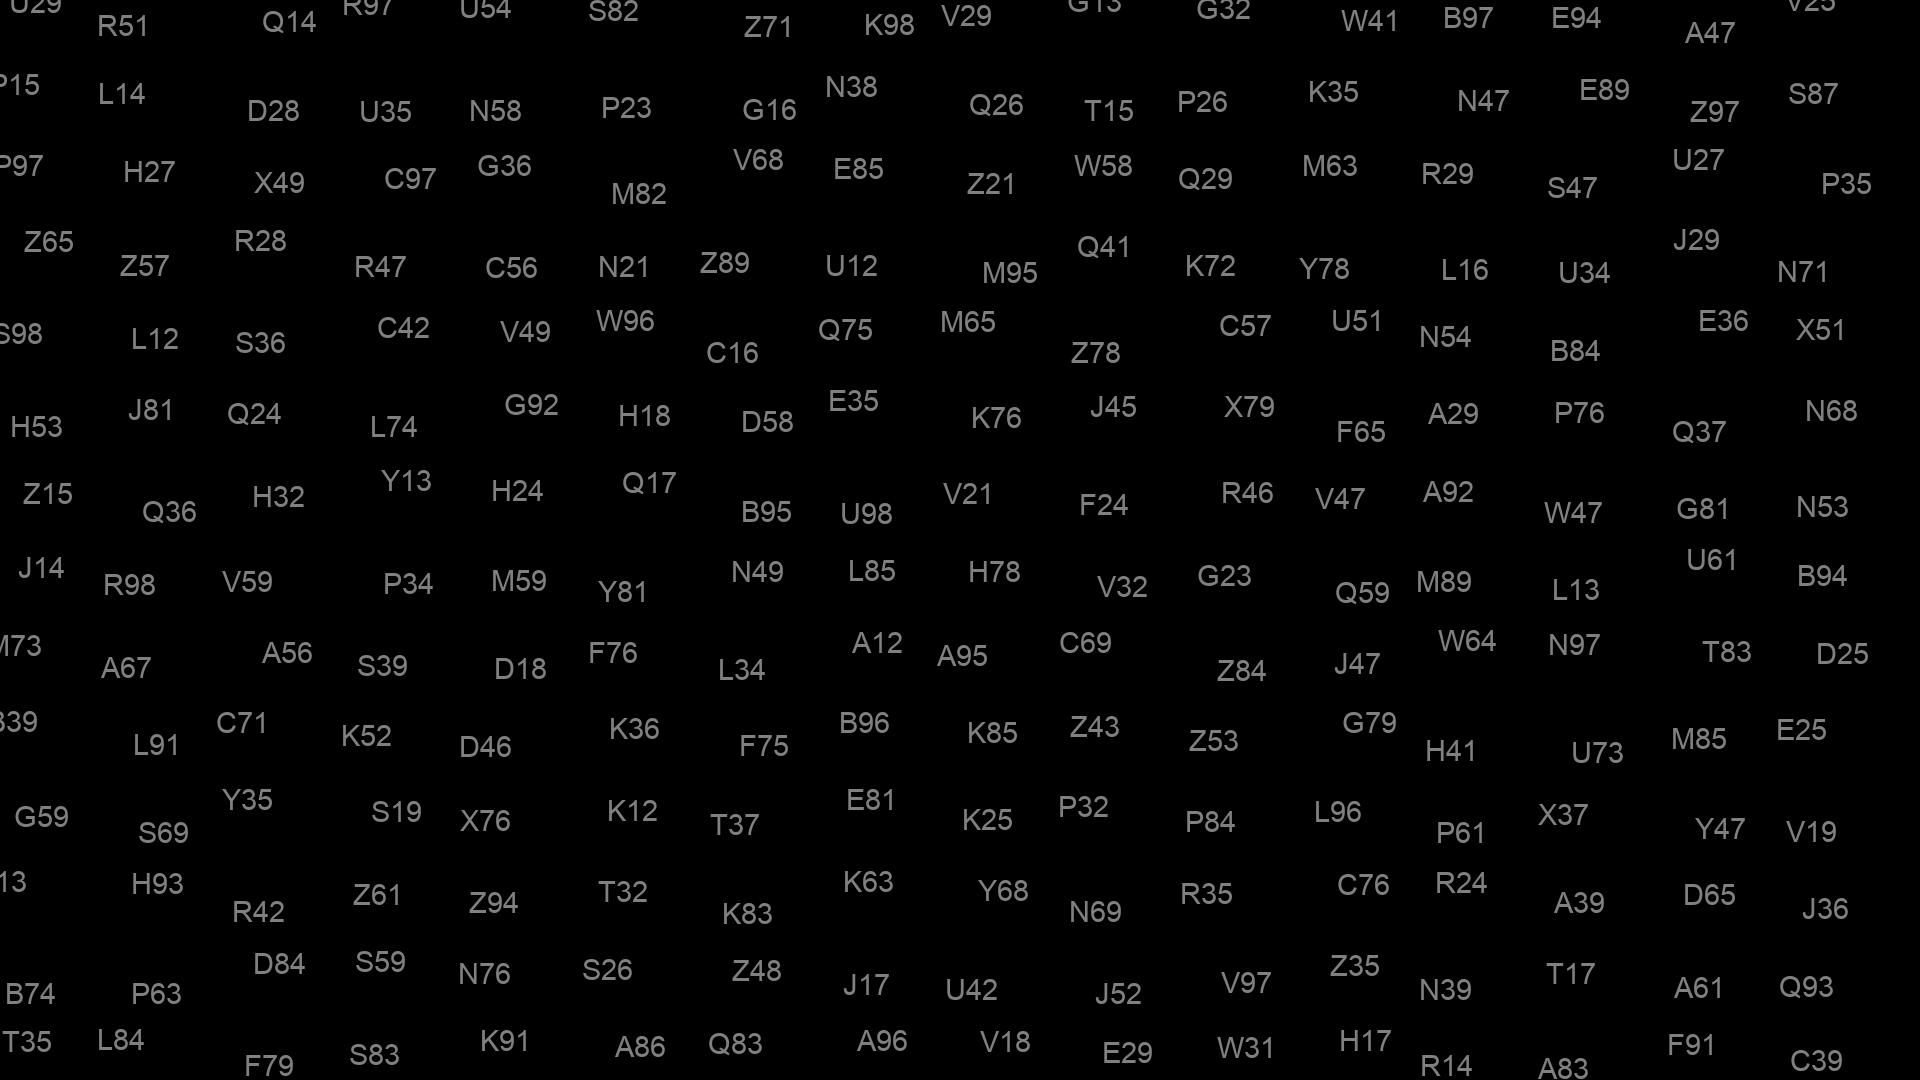 U29 R51 Q14 R97 U54 S82 Z71 K98 V29 G13 G32 W41 B97 E94 A47 V25
P15 L14 D28 U35 N58 P23 G16 N38 Q26 T15 P26 K35 N47 E89 Z97 S87
P97 H27 X49 C97 G36 M82 V68 E85 Z21 W58 Q29 M63 R29 S47 U27 P35
Z65 Z57 R28 R47 C56 N21 Z89 U12 M95 Q41 K72 Y78 L16 U34 J29 N71
S98 L12 S36 C42 V49 W96 C16 Q75 M65 Z78 C57 U51 N54 B84 E36 X51
H53 J81 Q24 L74 G92 H18 D58 E35 K76 J45 X79 F65 A29 P76 Q37 N68
Z15 Q36 H32 Y13 H24 Q17 B95 U98 V21 F24 R46 V47 A92 W47 G81 N53
J14 R98 V59 P34 M59 Y81 N49 L85 H78 V32 G23 Q59 M89 L13 U61 B94
M73 A67 A56 S39 D18 F76 L34 A12 A95 C69 Z84 J47 W64 N97 T83 D25
B39 L91 C71 K52 D46 K36 F75 B96 K85 Z43 Z53 G79 H41 U73 M85 E25
G59 S69 Y35 S19 X76 K12 T37 E81 K25 P32 P84 L96 P61 X37 Y47 V19
13 H93 R42 Z61 Z94 T32 K83 K63 Y68 N69 R35 C76 R24 A39 D65 J36
B74 P63 D84 S59 N76 S26 Z48 J17 U42 J52 V97 Z35 N39 T17 A61 Q93
T35 L84 F79 S83 K91 A86 Q83 A96 V18 E29 W31 H17 R14 A83 F91 C39